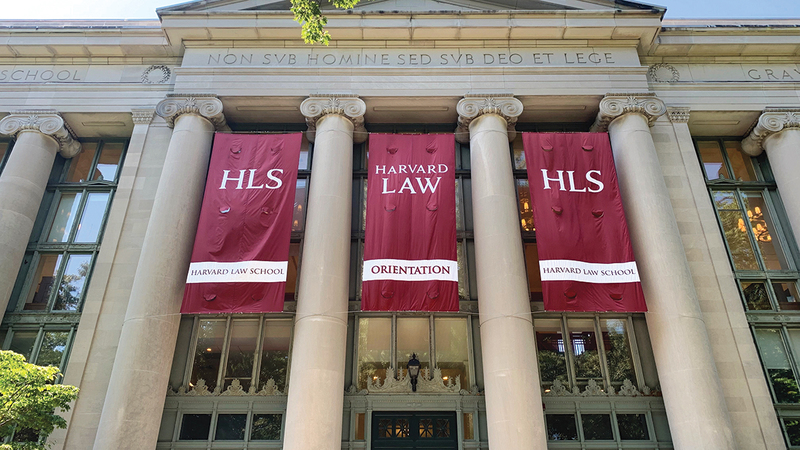 NON SVB HOMINE SED SVB DEO ET LEGE
SCHOOL
GRA
HLS
HARVARD LAW SCHOOL
HARVARD
LAW
ORIENTATION
HLS
HARVARD LAW SCHOOL